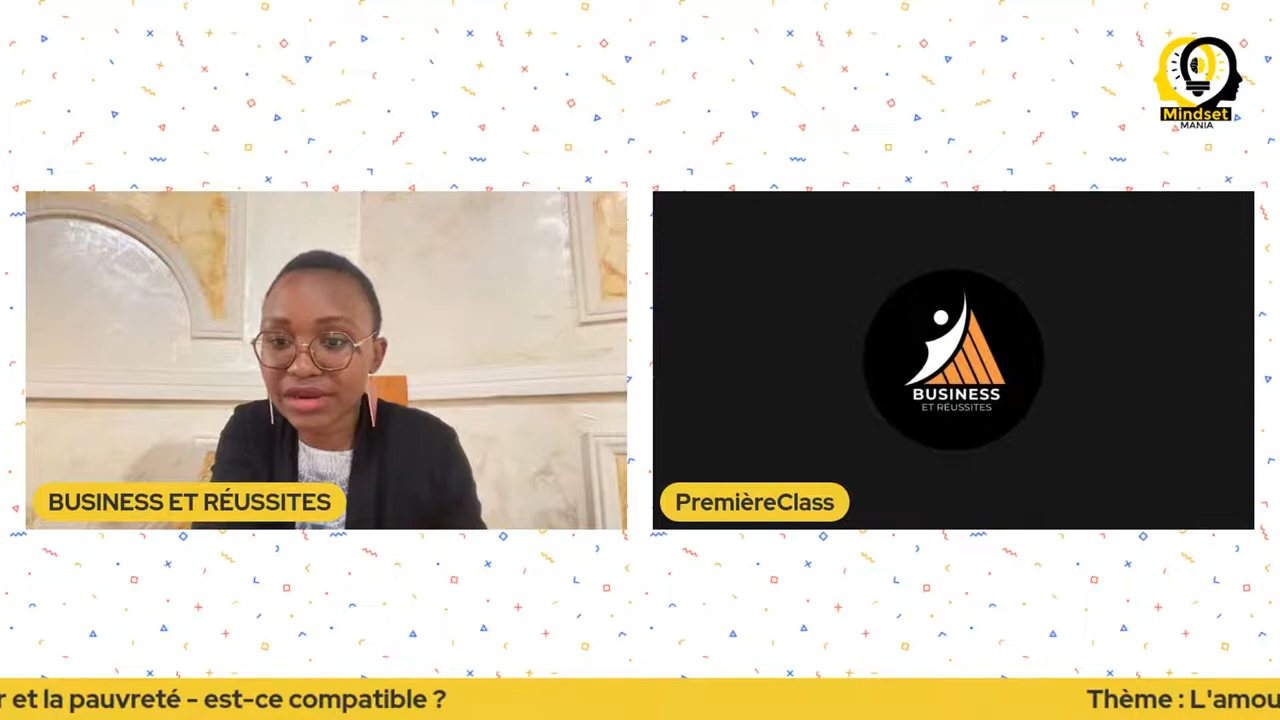 Mindset
MANIA
BUSINESS
ET RÉUSSITES
BUSINESS ET RÉUSSITES
PremièreClass
r et la pauvreté - est-ce compatible ?
Thème : L'amou